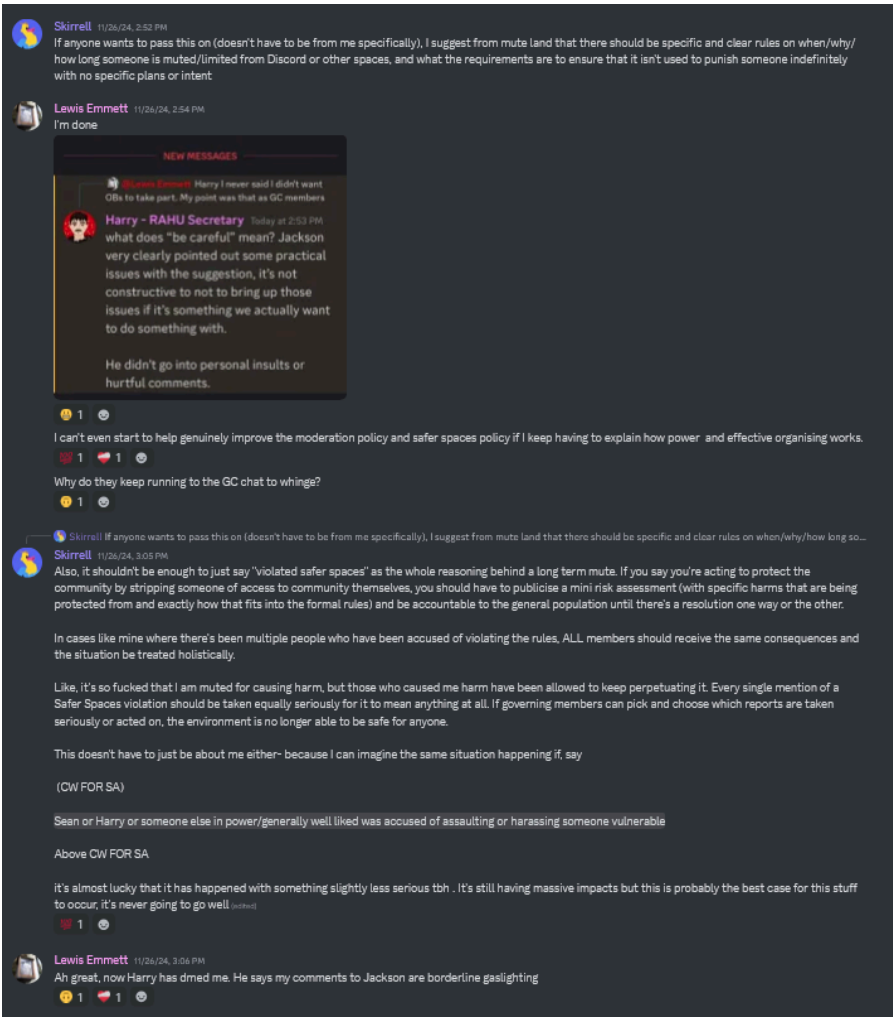 Skirrell 11/26/24, 2:52 PM
If anyone wants to pass this on (doesn't have to be from me specifically), I suggest from mute land that there should be specific and clear rules on when/why/
how long someone is muted/limited from Discord or other spaces, and what the requirements are to ensure that it isn't used to punish someone indefinitely
with no specific plans or intent
Lewis Emmett 11/26/24, 2:54 PM
I'm done
NEW MESSAGES
@Lewis Emmett Harry I never said I didn't want
OBs to take part. My point was that as GC members
Harry - RAHU Secretary Today at 2:53 PM
what does "be careful" mean? Jackson
very clearly pointed out some practical
issues with the suggestion, it's not
constructive to not to bring up those
issues if it's something we actually want
to do something with.
He didn't go into personal insults or
hurtful comments.
1
I can't even start to help genuinely improve the moderation policy and safer spaces policy if I keep having to explain how power and effective organising works.
1 1
Why do they keep running to the GC chat to whinge?
1
Skirrell If anyone wants to pass this on (doesn't have to be from me specifically), I suggest from mute land that there should be specific and clear rules on when/why/how long so...
Skirrell 11/26/24, 3:05 PM
Also, it shouldn't be enough to just say "violated safer spaces" as the whole reasoning behind a long term mute. If you say you're acting to protect the
community by stripping someone of access to community themselves, you should have to publicise a mini risk assessment (with specific harms that are being
protected from and exactly how that fits into the formal rules) and be accountable to the general population until there's a resolution one way or the other.
In cases like mine where there's been multiple people who have been accused of violating the rules, ALL members should receive the same consequences and
the situation be treated holistically.
Like, it's so fucked that I am muted for causing harm, but those who caused me harm have been allowed to keep perpetuating it. Every single mention of a
Safer Spaces violation should be taken equally seriously for it to mean anything at all. If governing members can pick and choose which reports are taken
seriously or acted on, the environment is no longer able to be safe for anyone.
This doesn't have to just be about me either- because I can imagine the same situation happening if, say
(CW FOR SA)
Sean or Harry or someone else in power/generally well liked was accused of assaulting or harassing someone vulnerable
Above CW FOR SA
it's almost lucky that it has happened with something slightly less serious tbh . It's still having massive impacts but this is probably the best case for this stuff
to occur, it's never going to go well (edited)
1
Lewis Emmett 11/26/24, 3:06 PM
Ah great, now Harry has dmed me. He says my comments to Jackson are borderline gaslighting
1 1